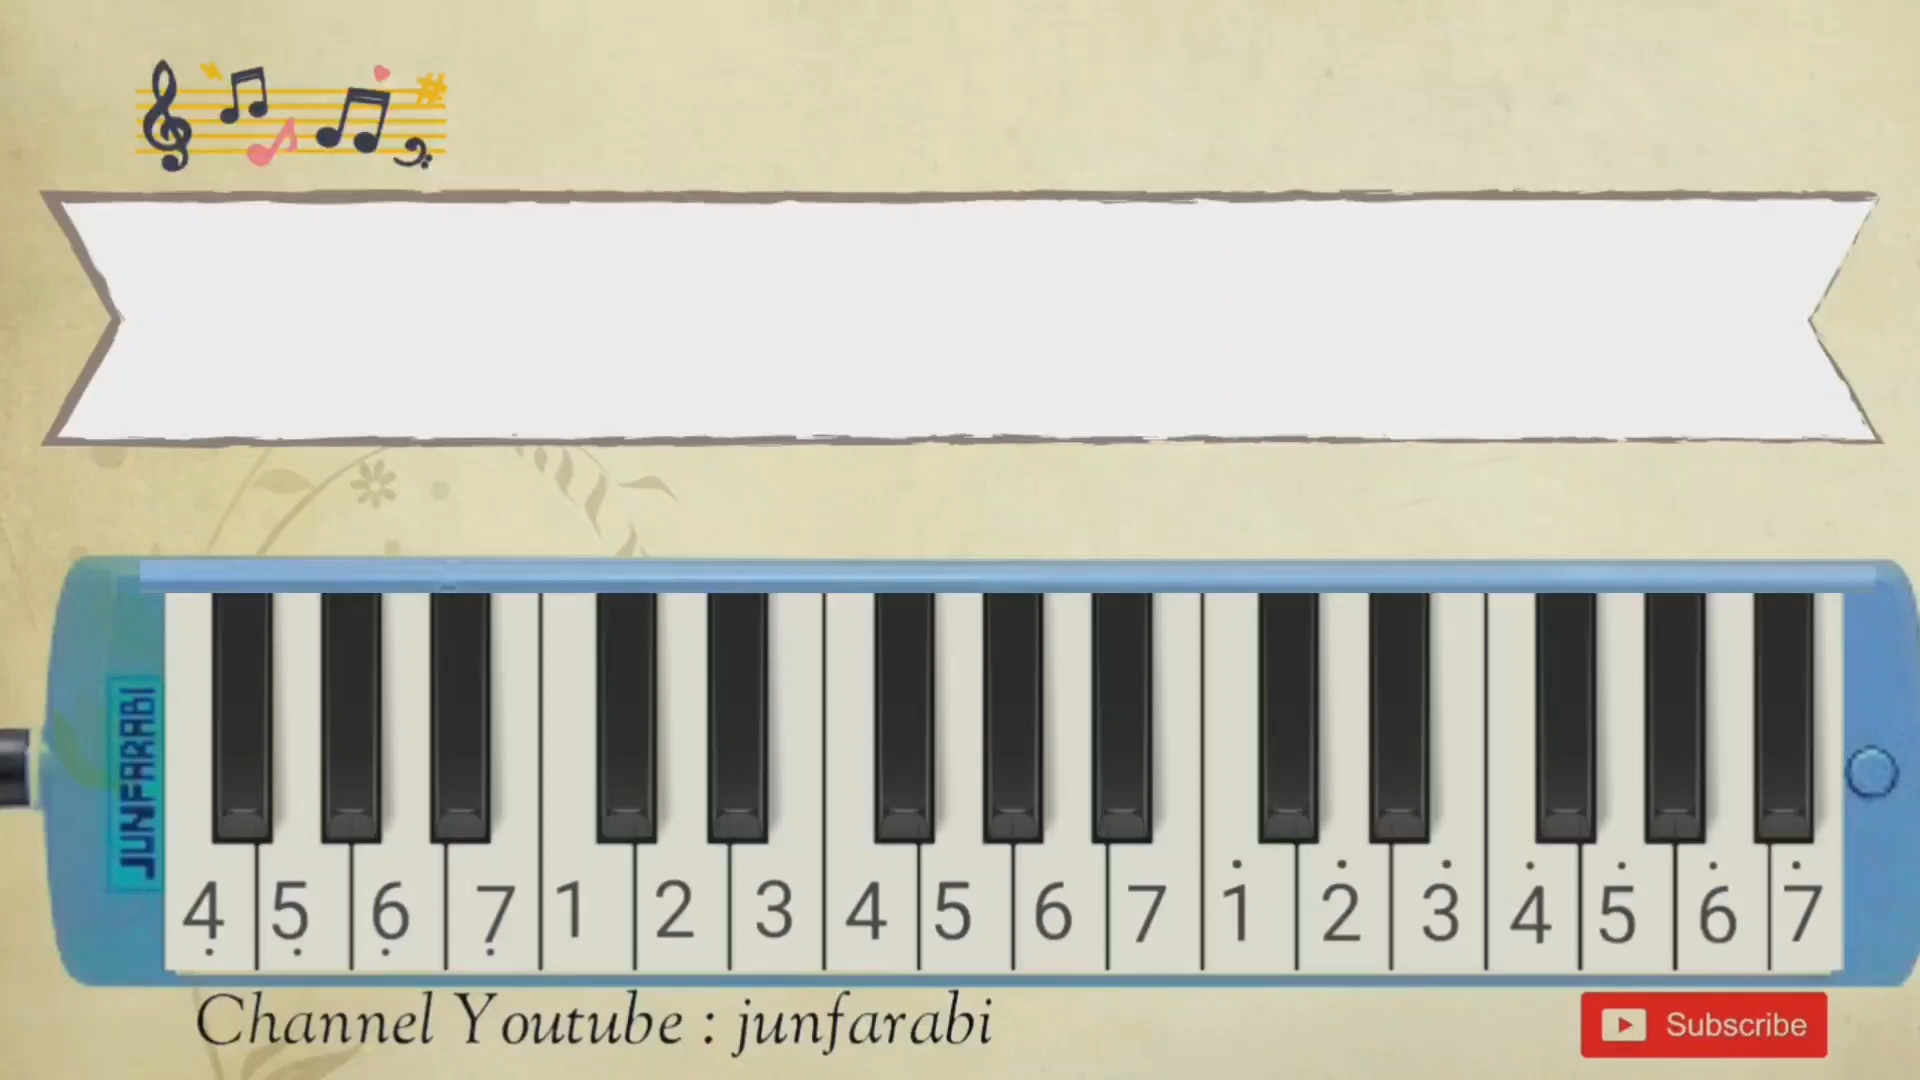 JUNFARABI
4̣ 5̣ 6̣ 7̣ 1 2 3 4 5 6 7 1̇ 2̇ 3̇ 4̇ 5̇ 6̇ 7̇
Channel Youtube : junfarabi
Subscribe